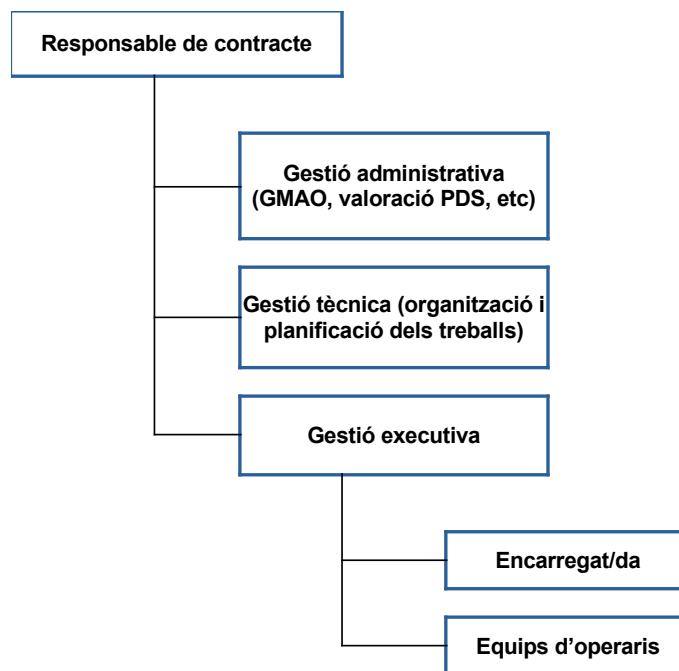 Responsable de contracte
Gestió administrativa
(GMAO, valoració PDS, etc)
Gestió tècnica (organització i
planificació dels treballs)
Gestió executiva
Encarregat/da
Equips d’operaris